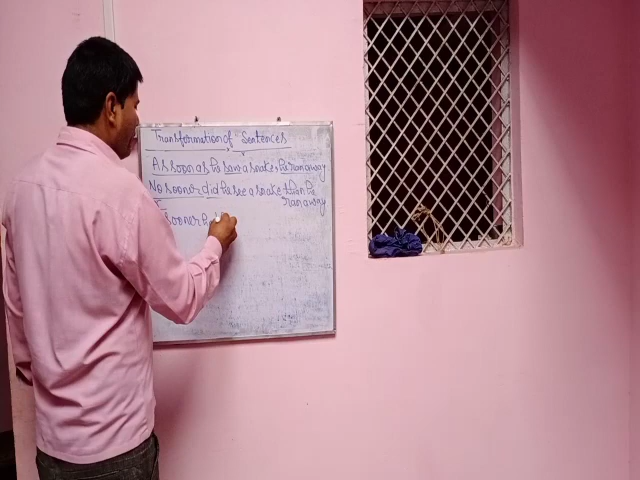 Transformation of Sentences
As soon as he saw a snake, he ran away
No sooner did he see a snake than he
ran away
I
sooner h